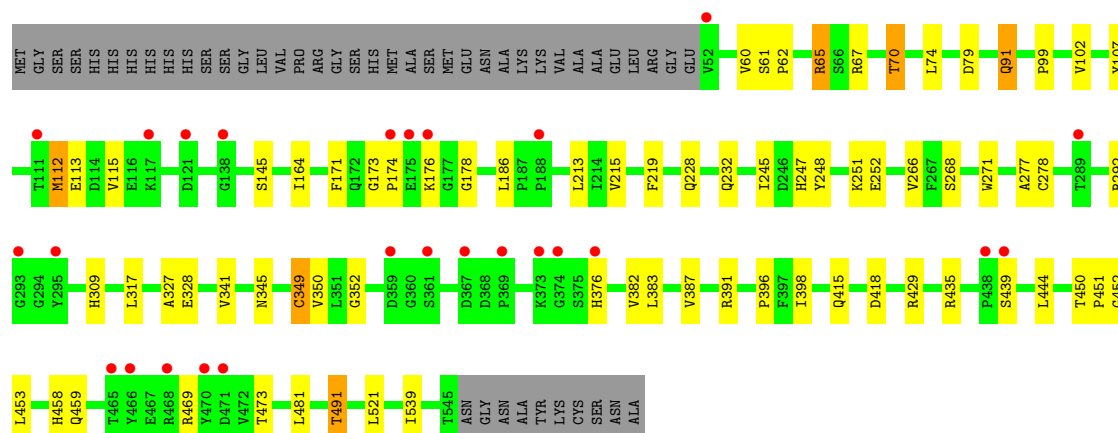 MET GLY SER SER HIS HIS HIS HIS HIS HIS SER SER GLY LEU VAL PRO ARG GLY SER HIS MET ALA SER MET GLU ASN ALA LYS LYS VAL ALA ALA GLU LEU ARG GLY GLU V52 V60 S61 P62 R65 S66 R67 T70 L74 D79 Q91 P99 V102
T111 M112 E113 D114 V115 E116 K117 D121 G138 S145 I164 F171 Q172 G173 P174 E175 K176 G177 G178 L186 P187 P188 L213 I214 V215 F219 Q228 Q232 I245 D246 H247 Y248 K251 E252 V266 F267 S268 W271 A277 C278 T289
G293 G294 Y295 H309 L317 A327 E328 V341 N345 C349 V350 L351 G352 D359 G360 S361 D367 D368 P369 K373 G374 S375 H376 V382 L383 V387 R391 P396 F397 I398 Q415 D418 R429 R435 P438 S439 L444 T450 P451
L453 H458 Q459 T465 Y466 E467 R468 R469 Y470 D471 V472 T473 L481 T491 L521 I539 T545 ASN GLY ASN ALA TYR LYS CYS SER ASN ALA